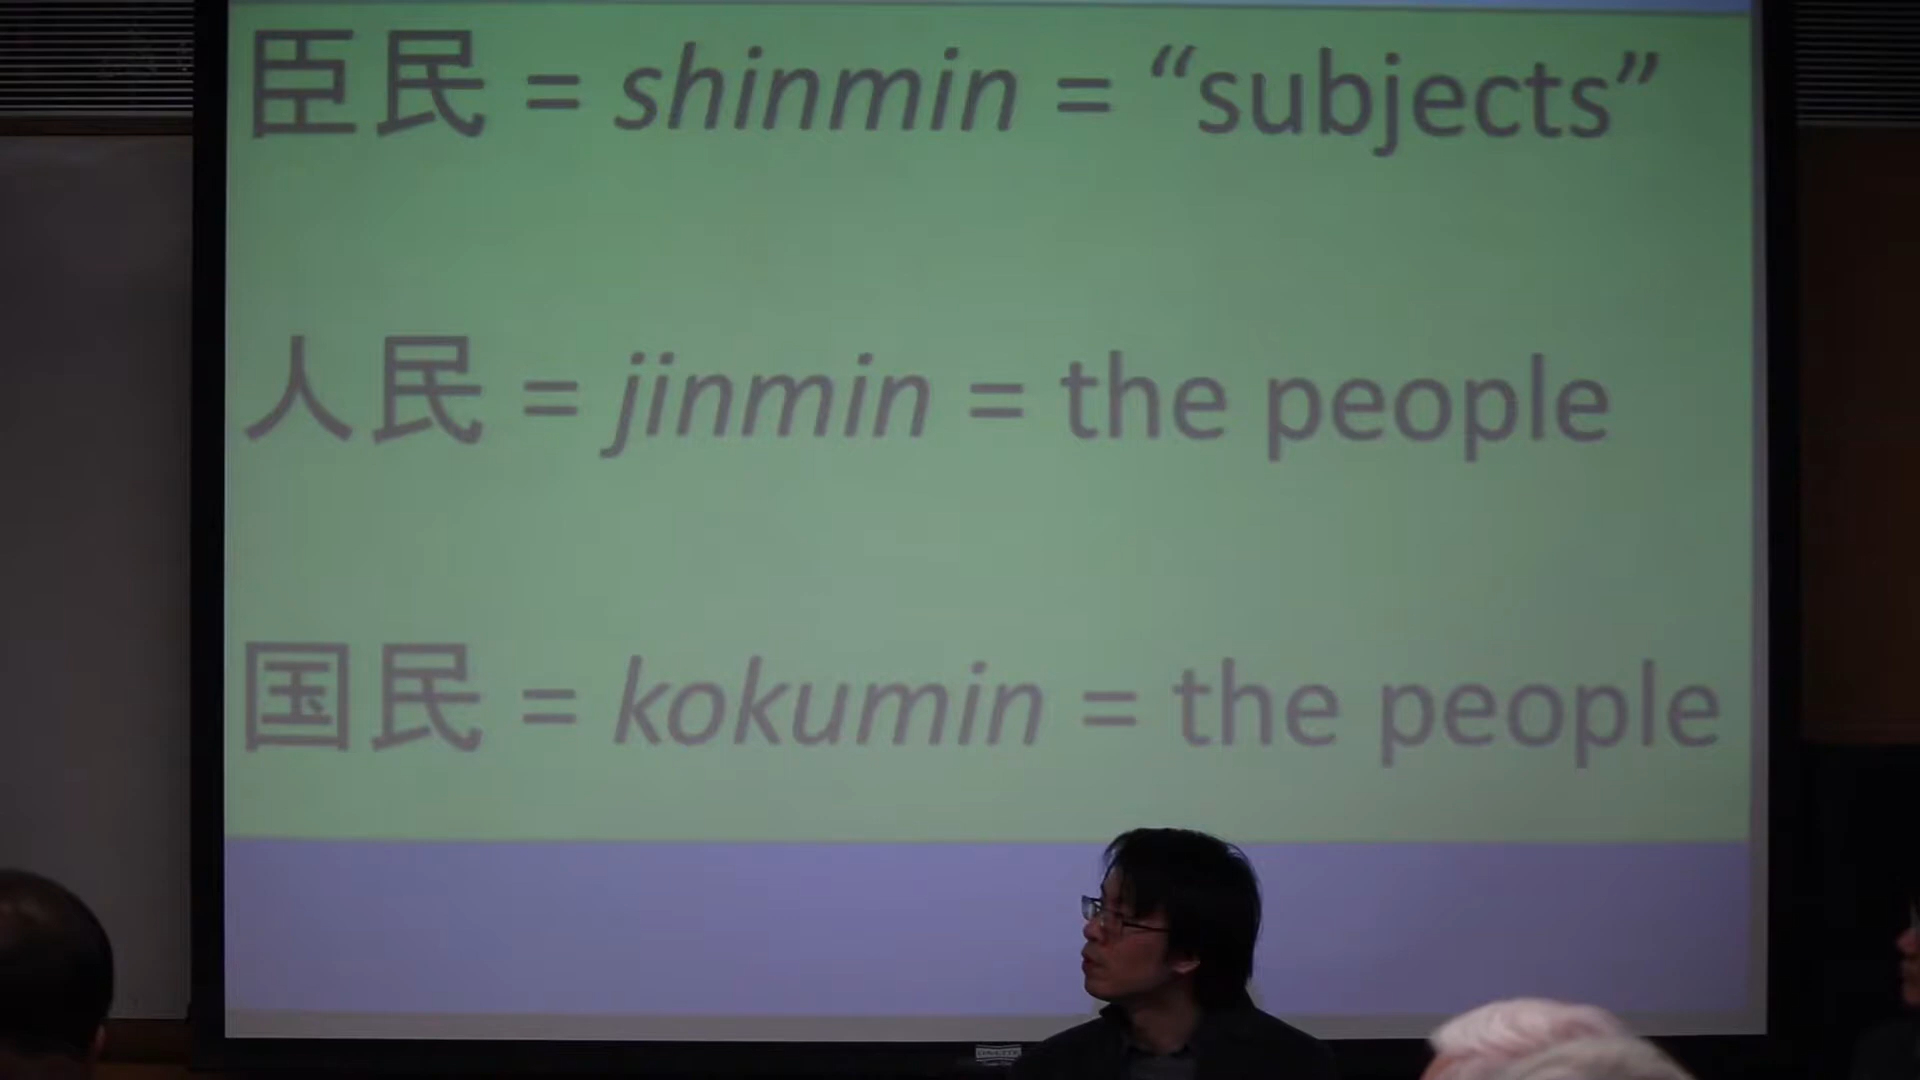 臣民 = shinmin = “subjects”
人民 = jinmin = the people
国民 = kokumin = the people